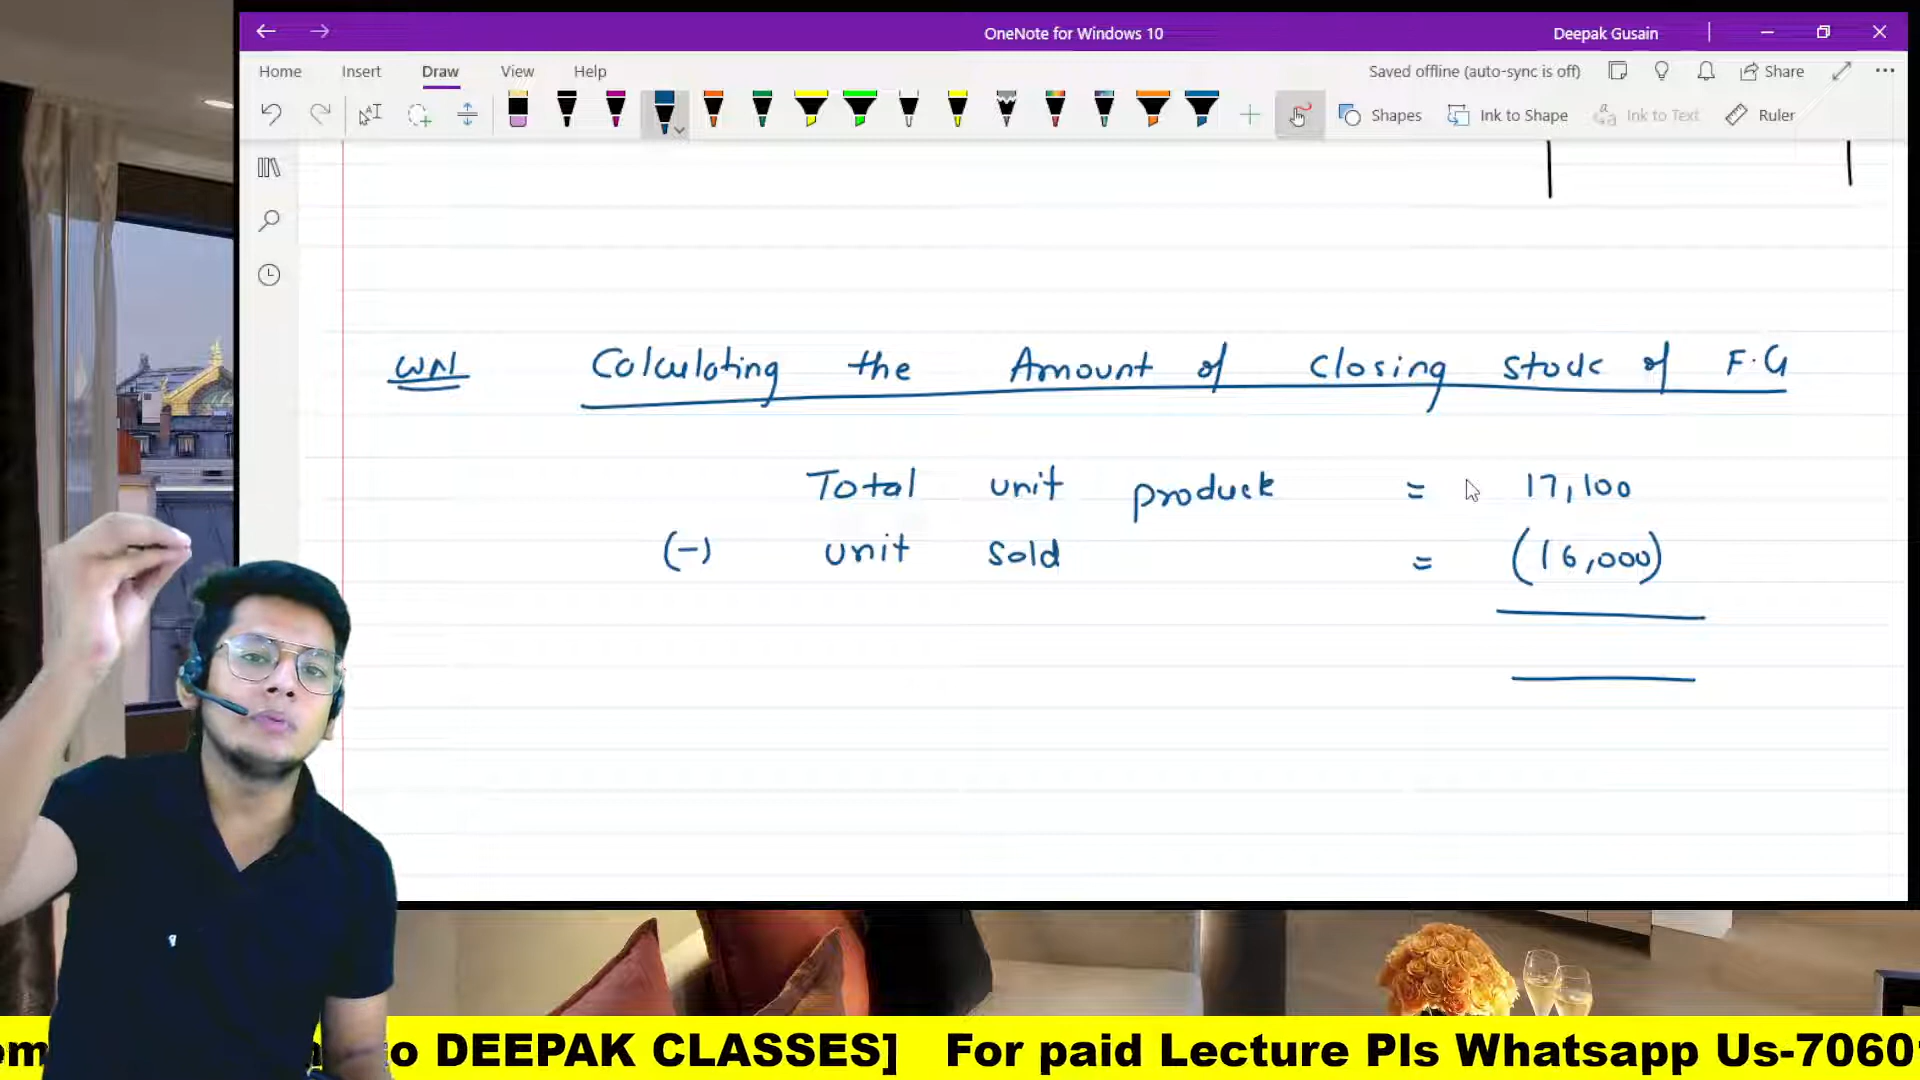 OneNote for Windows 10 Deepak Gusain
Home Insert Draw View Help Saved offline (auto-sync is off) Share
Shapes Ink to Shape Ink to Text Ruler
WN Calculating the Amount of Closing Stock of F.G
Total unit produck = 17,100
(-) unit sold = (16,000)
o DEEPAK CLASSES] For paid Lecture Pls Whatsapp Us-7060